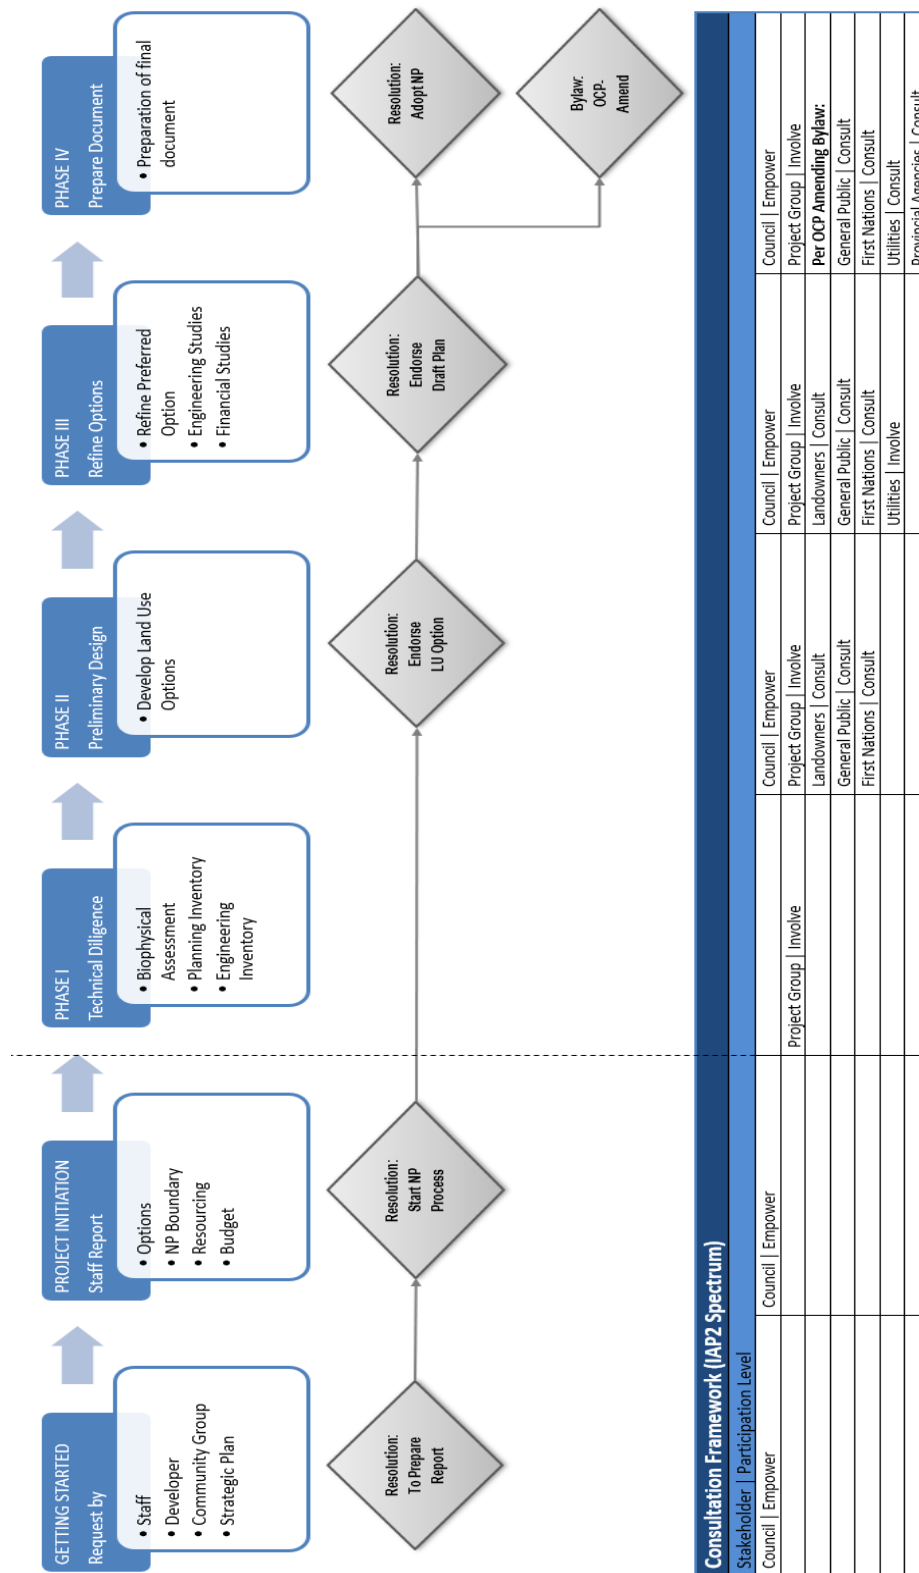 GETTING STARTED
Request by
• Staff
• Developer
• Community Group
• Strategic Plan
PROJECT INITIATION
Staff Report
• Options
• NP Boundary
• Resourcing
• Budget
PHASE I
Technical Diligence
• Biophysical
Assessment
• Planning Inventory
• Engineering
Inventory
PHASE II
Preliminary Design
• Develop Land Use
Options
PHASE III
Refine Options
• Refine Preferred
Option
• Engineering Studies
• Financial Studies
PHASE IV
Prepare Document
• Preparation of final
document
Resolution:
To Prepare
Report
Resolution:
Start NP
Process
Resolution:
Endorse
LU Option
Resolution:
Endorse
Draft Plan
Resolution:
Adopt NP
Bylaw:
OCP-
Amend
Consultation Framework (IAP2 Spectrum)
Stakeholder | Participation Level
Council | Empower
Council | Empower
Project Group | Involve
Council | Empower
Project Group | Involve
Landowners | Consult
General Public | Consult
First Nations | Consult
Council | Empower
Project Group | Involve
Landowners | Consult
General Public | Consult
First Nations | Consult
Utilities | Involve
Council | Empower
Project Group | Involve
Per OCP Amending Bylaw:
General Public | Consult
First Nations | Consult
Utilities | Consult
Provincial Agencies | Consult